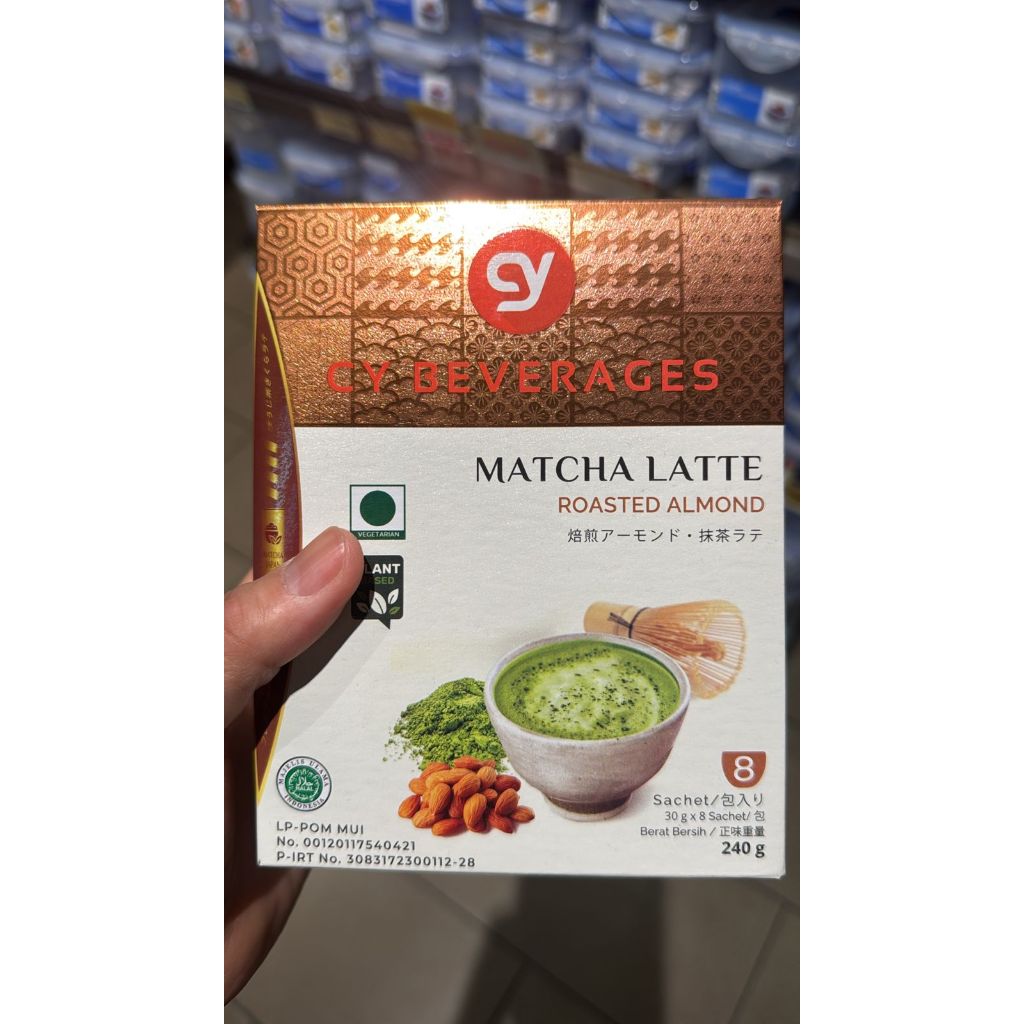 cy
CY BEVERAGES
MATCHA LATTE
ROASTED ALMOND
焙煎アーモンド・抹茶ラテ
VEGETARIAN
LANT
SED
MATCHA
MAJELIS ULAMA
HALAL
INDONESIA
8
Sachet/包入り
30 g x 8 Sachet/包
Berat Bersih / 正味重量
240 g
LP-POM MUI
No. 00120117540421
P-IRT No. 3083172300112-28